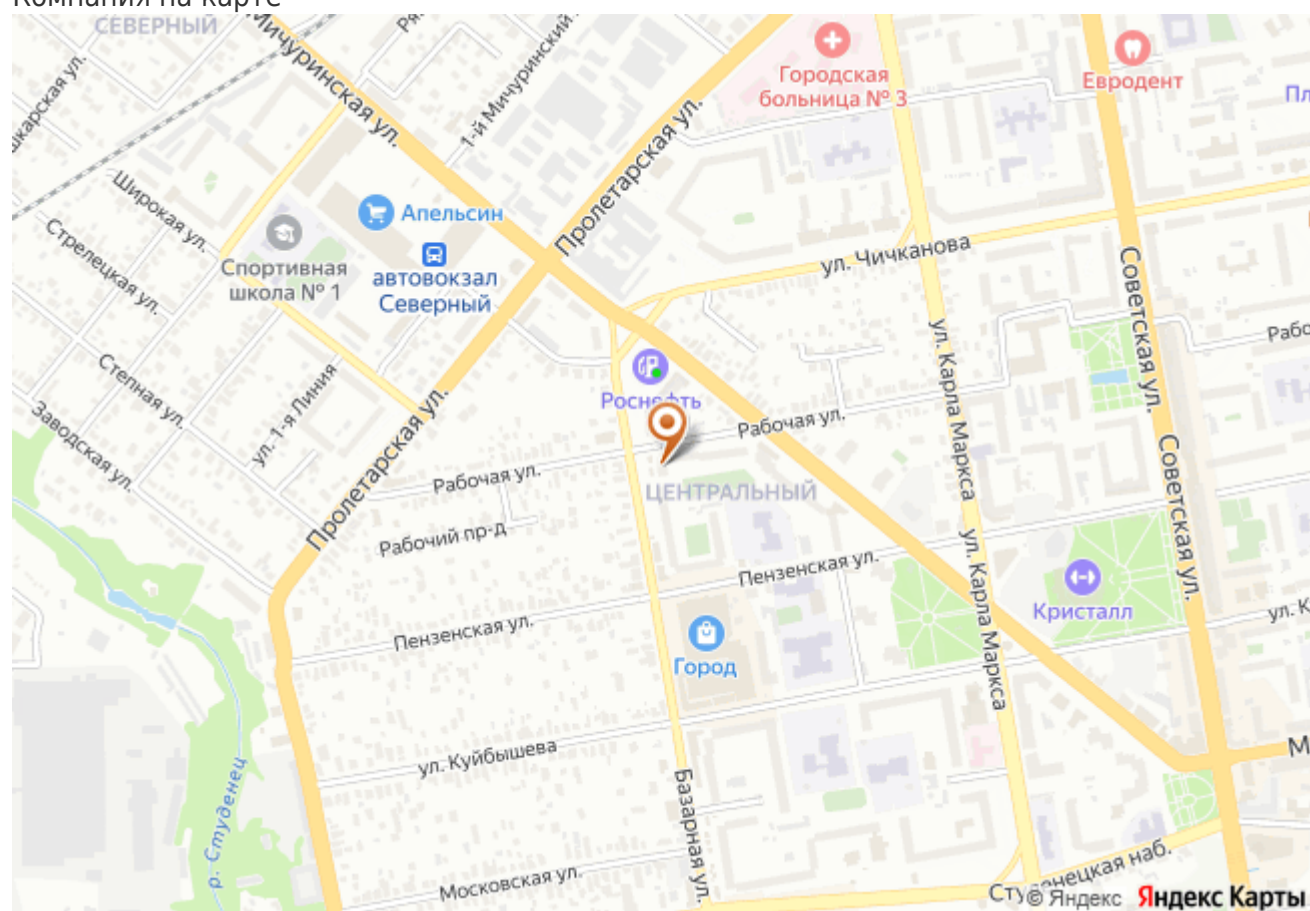 Компания на карте
СЕВЕРНЫЙ
Мичуринская ул.
1-й Мичуринский
Пролетарская ул.
Городская
больница № 3
Евродент
Широкая ул.
Стрелецкая ул.
Апельсин
Спортивная
школа № 1
автовокзал
Северный
ул. Чичканова
Советская ул.
ул. Карла Маркса
Степная ул.
ул. 1-я Линия
Заводская ул.
Роснефть
Рабочая ул.
Рабочая ул.
Пролетарская ул.
ЦЕНТРАЛЬНЫЙ
Рабочий пр-д
Советская ул.
Пензенская ул.
Пензенская ул.
ул. Карла Маркса
Кристалл
Город
ул. Куйбышева
Базарная ул.
р. Студенец
Московская ул.
© Яндекс Яндекс Карты